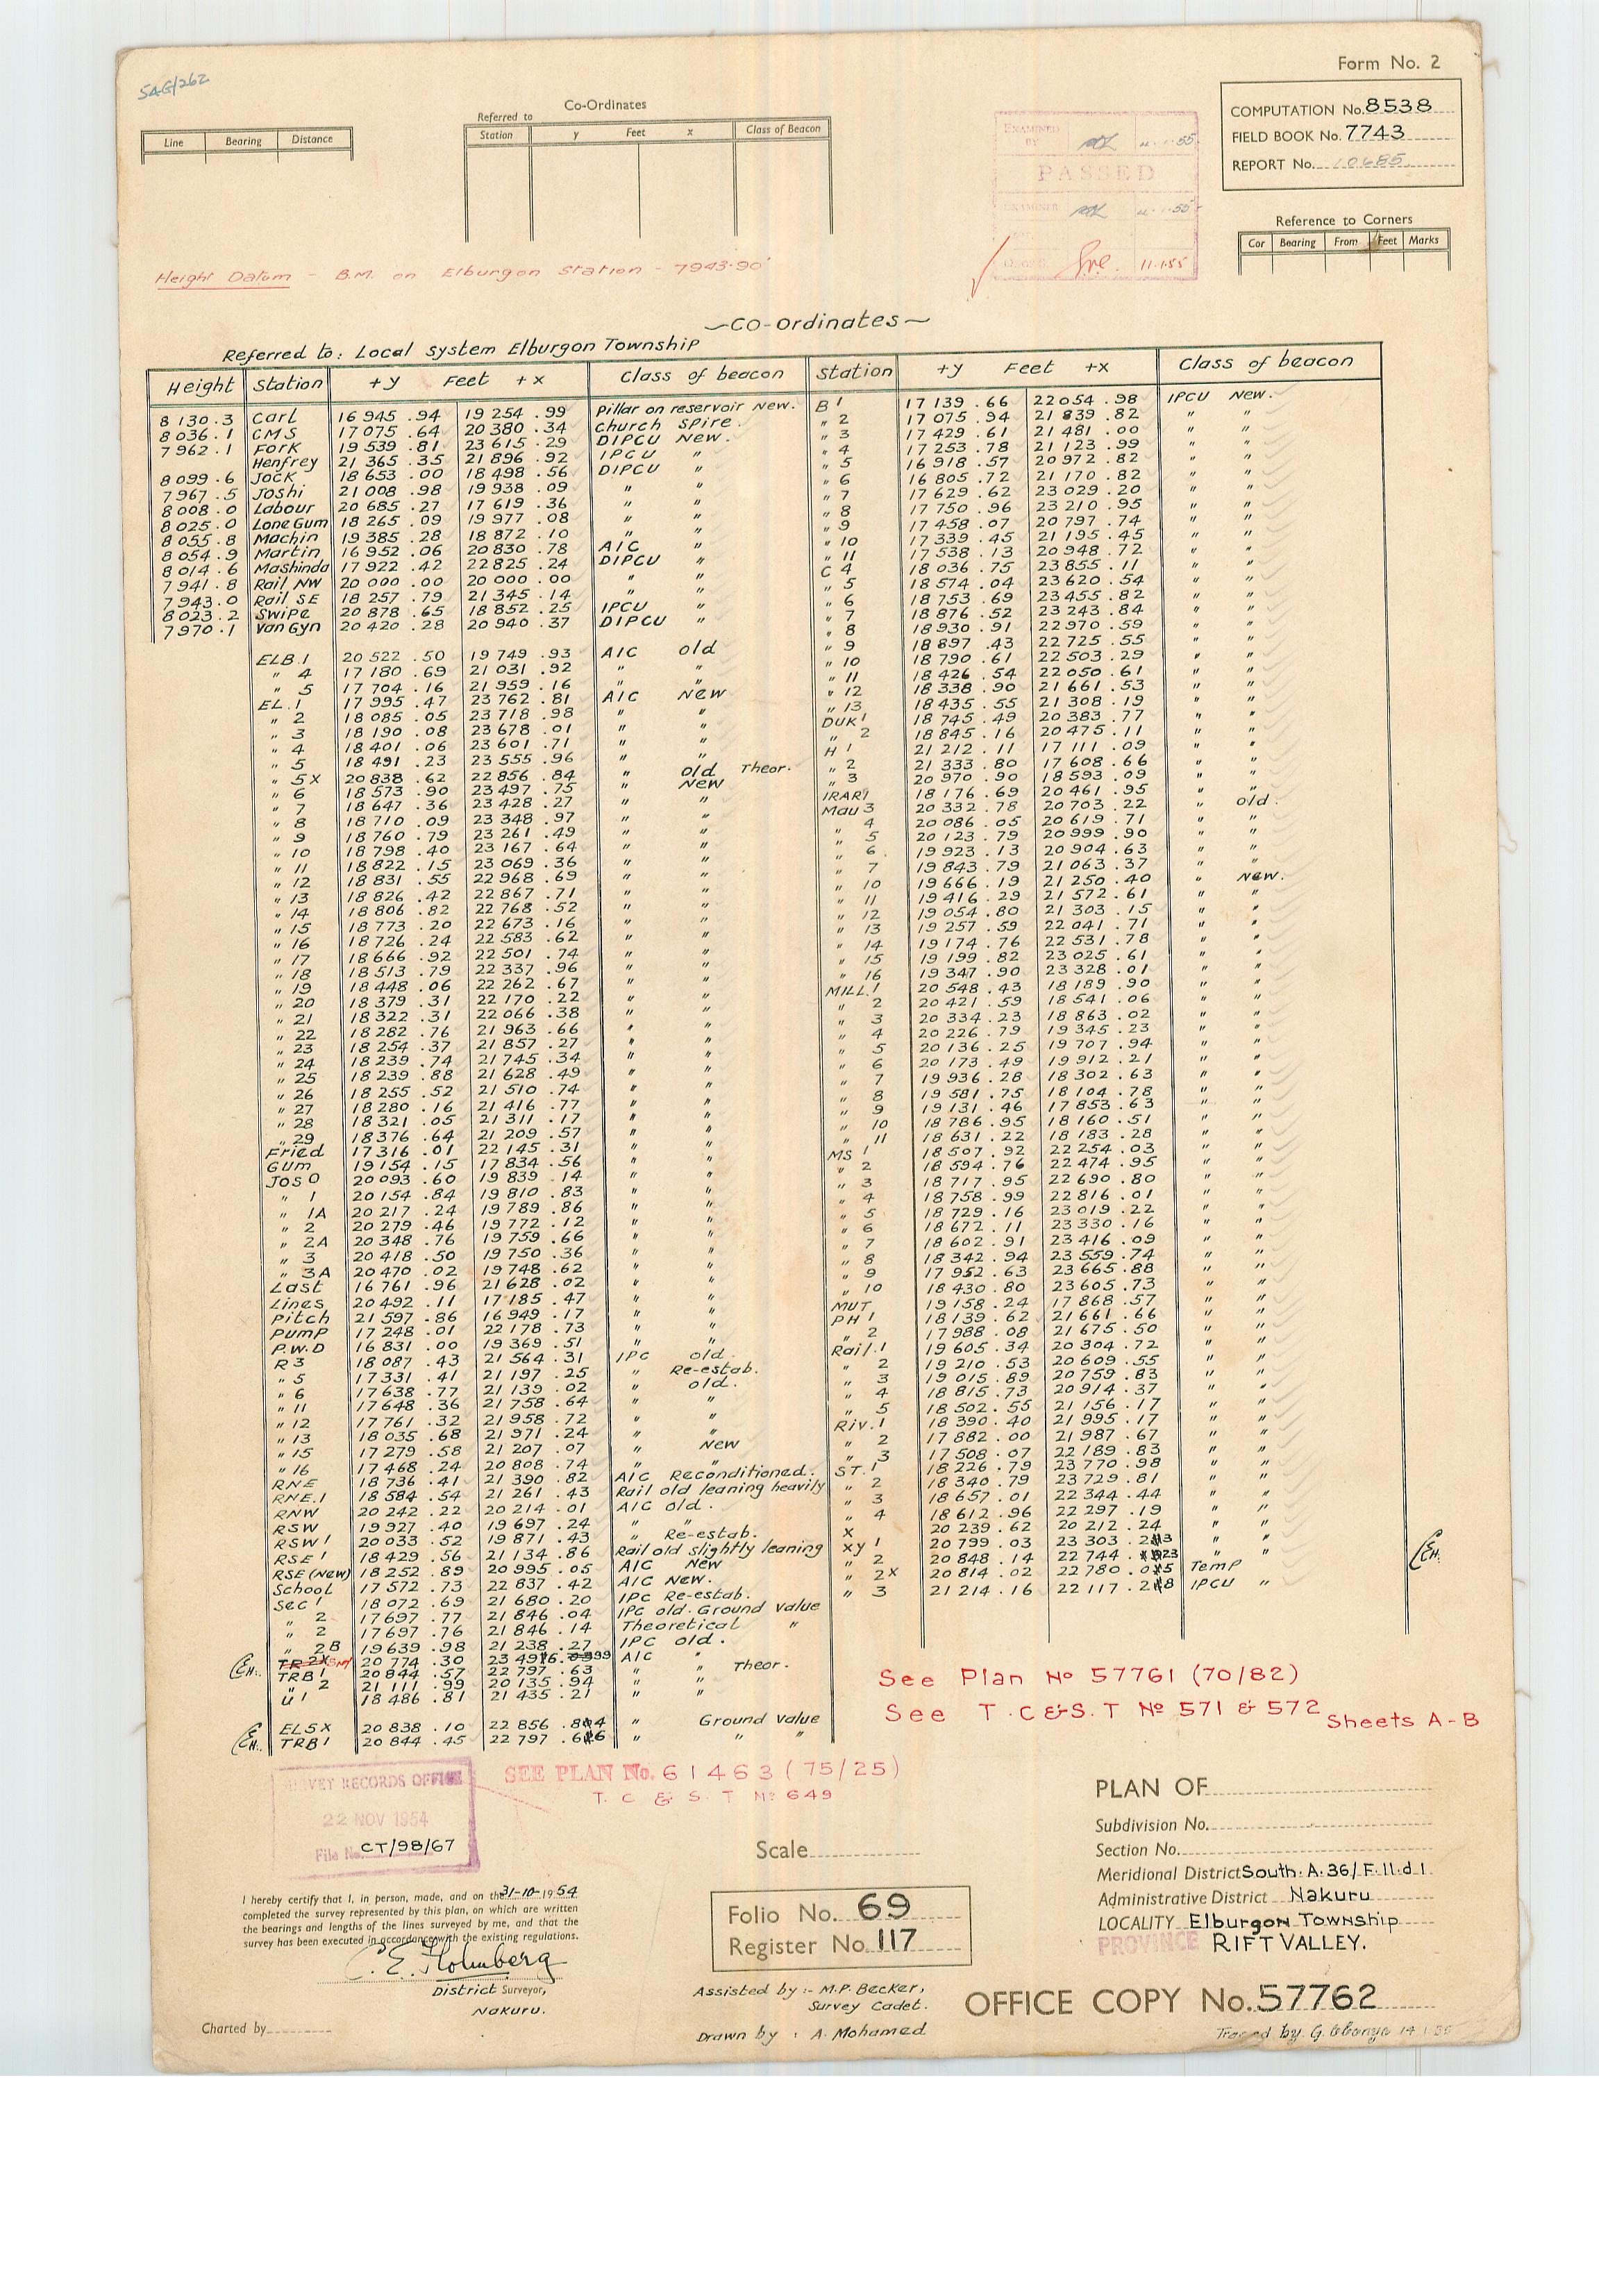 SAG/262
Form No. 2
COMPUTATION No. 8538
FIELD BOOK No. 7743
REPORT No. 10685
Co-Ordinates
Referred to
Line Bearing Distance
Station y Feet x Class of Beacon
EXAMINED BY
PASSED
EXAMINER
11.1.55
Reference to Corners
Cor Bearing From Feet Marks
Height Datom - B.M. on Elburgon Station - 7943.90'
~Co-ordinates~
Referred to: Local System Elburgon Township
Height Station +y Feet +x Class of beacon
8130.3 Carl 16945.94 19254.99 Pillar on reservoir New.
8036.1 CMS 17075.64 20380.34 Church Spire.
7962.1 Fork 19539.81 23615.29 DIPCU New.
Henfrey 21365.35 21896.92 IPCU "
8099.6 Jock 18653.00 18498.56 DIPCU "
7967.5 Joshi 21008.98 19938.09 " "
8008.0 Labour 20685.27 17619.36 " "
8025.0 Lone Gum 18265.09 19977.08 " "
8055.8 Machin 19385.28 18872.10 " "
8054.9 Martin 16952.06 20830.78 AIC "
8014.6 Mashinda 17922.42 22825.24 DIPCU "
7941.8 Rail NW 20000.00 20000.00 " "
7943.0 Rail SE 18257.79 21345.14 " "
8023.2 Swipe 20878.65 18852.25 IPCU "
7970.1 Van Gyn 20420.28 20940.37 DIPCU "
ELB.1 20522.50 19749.93 AIC old
" 4 17180.69 21031.92 " "
" 5 17704.16 21959.16 " "
EL.1 17995.47 23762.81 AIC New
" 2 18085.05 23718.98 " "
" 3 18190.08 23678.01 " "
" 4 18401.06 23601.71 " "
" 5 18491.23 23555.96 " "
" 5X 20838.62 22856.84 " old Theor.
" 6 18573.90 23497.75 " New
" 7 18647.36 23428.27 " "
" 8 18710.09 23348.97 " "
" 9 18760.79 23261.49 " "
" 10 18798.40 23167.64 " "
" 11 18822.15 23069.36 " "
" 12 18831.55 22968.69 " "
" 13 18826.42 22867.71 " "
" 14 18806.82 22768.52 " "
" 15 18773.20 22673.16 " "
" 16 18726.24 22583.62 " "
" 17 18666.92 22501.74 " "
" 18 18513.79 22337.96 " "
" 19 18448.06 22262.67 " "
" 20 18379.31 22170.22 " "
" 21 18322.31 22066.38 " "
" 22 18282.76 21963.66 " "
" 23 18254.37 21857.27 " "
" 24 18239.74 21745.34 " "
" 25 18239.88 21628.49 " "
" 26 18255.52 21510.74 " "
" 27 18280.16 21416.77 " "
" 28 18321.05 21311.17 " "
" 29 18376.64 21209.57 " "
Fried 17316.01 22145.31 " "
Gum 19154.15 17834.56 " "
JOS 0 20093.60 19839.14 " "
" 1 20154.84 19810.83 " "
" 1A 20217.24 19789.86 " "
" 2 20279.46 19772.12 " "
" 2A 20348.76 19759.66 " "
" 3 20418.50 19750.36 " "
" 3A 20470.02 19748.62 " "
Last 16761.96 21628.02 " "
Lines 20492.11 17185.47 " "
Pitch 21597.86 16949.17 " "
Pump 17248.01 22178.73 " "
P.W.D 16831.00 19369.51 " "
R 3 18087.43 21564.31 IPC old.
" 5 17331.41 21197.25 " Re-estab.
" 6 17638.77 21139.02 " old.
" 11 17648.36 21758.64 " "
" 12 17761.32 21958.72 " "
" 13 18035.68 21971.24 " "
" 15 17279.58 21207.07 " New
" 16 17468.24 20808.74 " "
RNE 18736.41 21390.82 AIC Reconditioned.
RNE.1 18584.54 21261.43 Rail old leaning heavily
RNW 20242.22 20214.01 AIC old.
RSW 19927.40 19697.24 " "
RSW1 20033.52 19871.43 " Re-estab.
RSE1 18429.56 21134.86 Rail old slightly leaning
RSE (New) 18252.89 20995.05 AIC New
School 17572.73 22837.42 AIC New.
Sec 1 18072.69 21680.20 IPC Re-estab.
" 2 17697.77 21846.04 IPC old. Ground value
" 2 17697.76 21846.14 Theoretical "
" 2B 19639.98 21238.27 IPC old.
TR2X 20774.30 AIC "
TRB1 20844.57 22797.63 " " Theor.
" 2 21111.99 20135.94 " "
U 1 18486.81 21435.21 " "
EL5X 20838.10 22856.84 " Ground value
TRB1 20844.45 22797.66 " " "
Station +y Feet +x Class of beacon
B 1 17139.66 22054.98 IPCU New.
" 2 17075.94 21839.82 " "
" 3 17429.61 21481.00 " "
" 4 17253.78 21123.99 " "
" 5 16918.57 20972.82 " "
" 6 16805.72 21170.82 " "
" 7 17629.62 23029.20 " "
" 8 17750.96 23210.95 " "
" 9 17458.07 20797.74 " "
" 10 17339.45 21195.45 " "
" 11 17538.13 20948.72 " "
C 4 18036.75 23855.11 " "
" 5 18574.04 23620.54 " "
" 6 18753.69 23455.82 " "
" 7 18876.52 23243.84 " "
" 8 18930.91 22970.59 " "
" 9 18897.43 22725.55 " "
" 10 18790.61 22503.29 " "
" 11 18426.54 22050.61 " "
" 12 18338.90 21661.53 " "
" 13 18435.55 21308.19 " "
DUK 1 18745.49 20383.77 " "
" 2 18845.16 20475.11 " "
H 1 21212.11 17111.09 " "
" 2 21333.80 17608.66 " "
" 3 20970.90 18593.09 " "
IRAR1 18176.69 20461.95 " "
Mau 3 20332.78 20703.22 " old.
" 4 20086.05 20619.71 " "
" 5 20123.79 20999.90 " "
" 6 19923.13 20904.63 " "
" 7 19843.79 21063.37 " "
" 10 19666.19 21250.40 " New.
" 11 19416.29 21572.61 " "
" 12 19054.80 21303.15 " "
" 13 19257.59 22041.71 " "
" 14 19174.76 22531.78 " "
" 15 19199.82 23025.61 " "
" 16 19347.90 23328.01 " "
MILL.1 20548.43 18189.90 " "
" 2 20421.59 18541.06 " "
" 3 20334.23 18863.02 " "
" 4 20226.79 19345.23 " "
" 5 20136.25 19707.94 " "
" 6 20173.49 19912.21 " "
" 7 19936.28 18302.63 " "
" 8 19581.75 18104.78 " "
" 9 19131.46 17853.63 " "
" 10 18786.95 18160.51 " "
" 11 18631.22 18183.28 " "
MS 1 18507.92 22254.03 " "
" 2 18594.76 22474.95 " "
" 3 18717.95 22690.80 " "
" 4 18758.99 22816.01 " "
" 5 18729.16 23019.22 " "
" 6 18672.11 23330.16 " "
" 7 18602.91 23416.09 " "
" 8 18342.94 23559.74 " "
" 9 17952.63 23665.88 " "
" 10 18430.80 23605.73 " "
MUT 19158.24 17868.57 " "
PH 1 18139.62 21661.66 " "
" 2 17988.08 21675.50 " "
Rail.1 19605.34 20304.72 " "
" 2 19210.53 20609.55 " "
" 3 19015.89 20759.83 " "
" 4 18815.73 20914.37 " "
" 5 18502.55 21156.17 " "
Riv.1 18390.40 21995.17 " "
" 2 17882.00 21987.67 " "
" 3 17508.07 22189.83 " "
ST.1 18226.79 23770.98 " "
" 2 18340.79 23729.81 " "
" 3 18657.01 22344.44 " "
" 4 18612.96 22297.19 " "
X 20239.62 20212.24 " "
XY 1 20799.03 23303.23 " "
" 2 20848.14 22744. " "
" 2X 20814.02 22780.05 Temp
" 3 21214.16 22117.28 IPCU "
See Plan No 57761 (70/82)
See T.C & S.T No 571 & 572 Sheets A-B
SEE PLAN No. 61463 (75/25)
T. C & S. T No 649
SURVEY RECORDS OFFICE
22 NOV 1954
File No. CT/98/67
I hereby certify that I, in person, made, and on the 31-10-1954
completed the survey represented by this plan, on which are written
the bearings and lengths of the lines surveyed by me, and that the
survey has been executed in accordance with the existing regulations.
C. E. Holmberg
District Surveyor,
Nakuru.
Charted by
Scale
Folio No. 69
Register No. 117
Assisted by :- M.P. Becker,
Survey Cadet.
Drawn by : A. Mohamed.
PLAN OF
Subdivision No.
Section No.
Meridional District South. A. 36/F. 11. d 1
Administrative District Nakuru
LOCALITY Elburgon Township
PROVINCE RIFT VALLEY.
OFFICE COPY No. 57762
Traced by G.